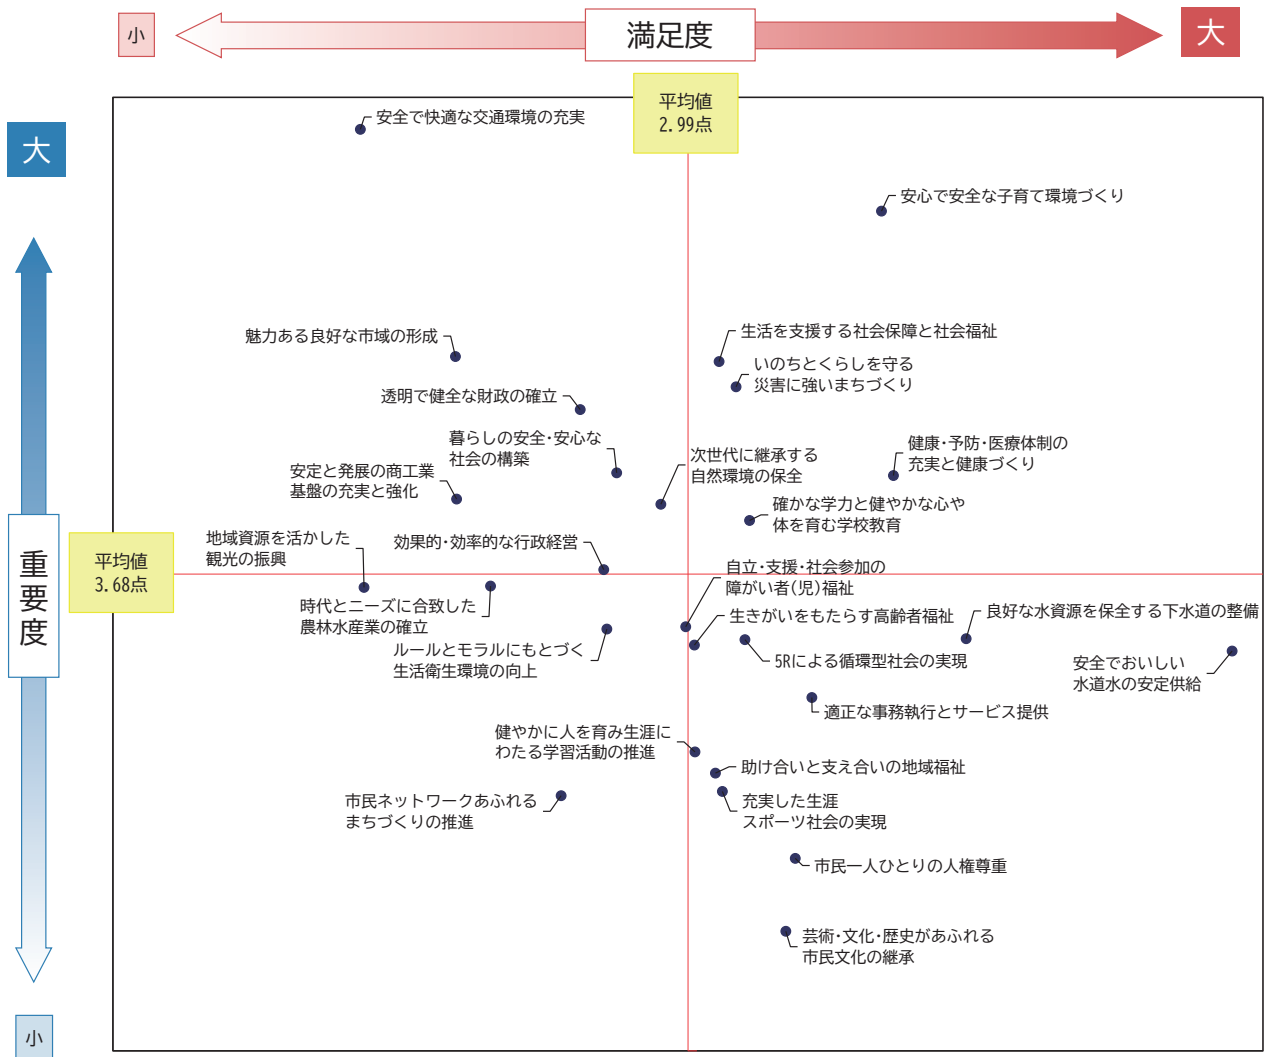 小
満足度
大
平均値
2.99点
大
安全で快適な交通環境の充実
安心で安全な子育て環境づくり
魅力ある良好な市域の形成
生活を支援する社会保障と社会福祉
いのちとくらしを守る
災害に強いまちづくり
透明で健全な財政の確立
暮らしの安全・安心な
社会の構築
次世代に継承する
自然環境の保全
健康・予防・医療体制の
充実と健康づくり
安定と発展の商工業
基盤の充実と強化
確かな学力と健やかな心や
体を育む学校教育
地域資源を活かした
観光の振興
効果的・効率的な行政経営
平均値
3.68点
重要度
自立・支援・社会参加の
障がい者(児)福祉
時代とニーズに合致した
農林水産業の確立
生きがいをもたらす高齢者福祉
良好な水資源を保全する下水道の整備
ルールとモラルにもとづく
生活衛生環境の向上
5Rによる循環型社会の実現
安全でおいしい
水道水の安定供給
適正な事務執行とサービス提供
健やかに人を育み生涯に
わたる学習活動の推進
助け合いと支え合いの地域福祉
市民ネットワークあふれる
まちづくりの推進
充実した生涯
スポーツ社会の実現
市民一人ひとりの人権尊重
芸術・文化・歴史があふれる
市民文化の継承
小